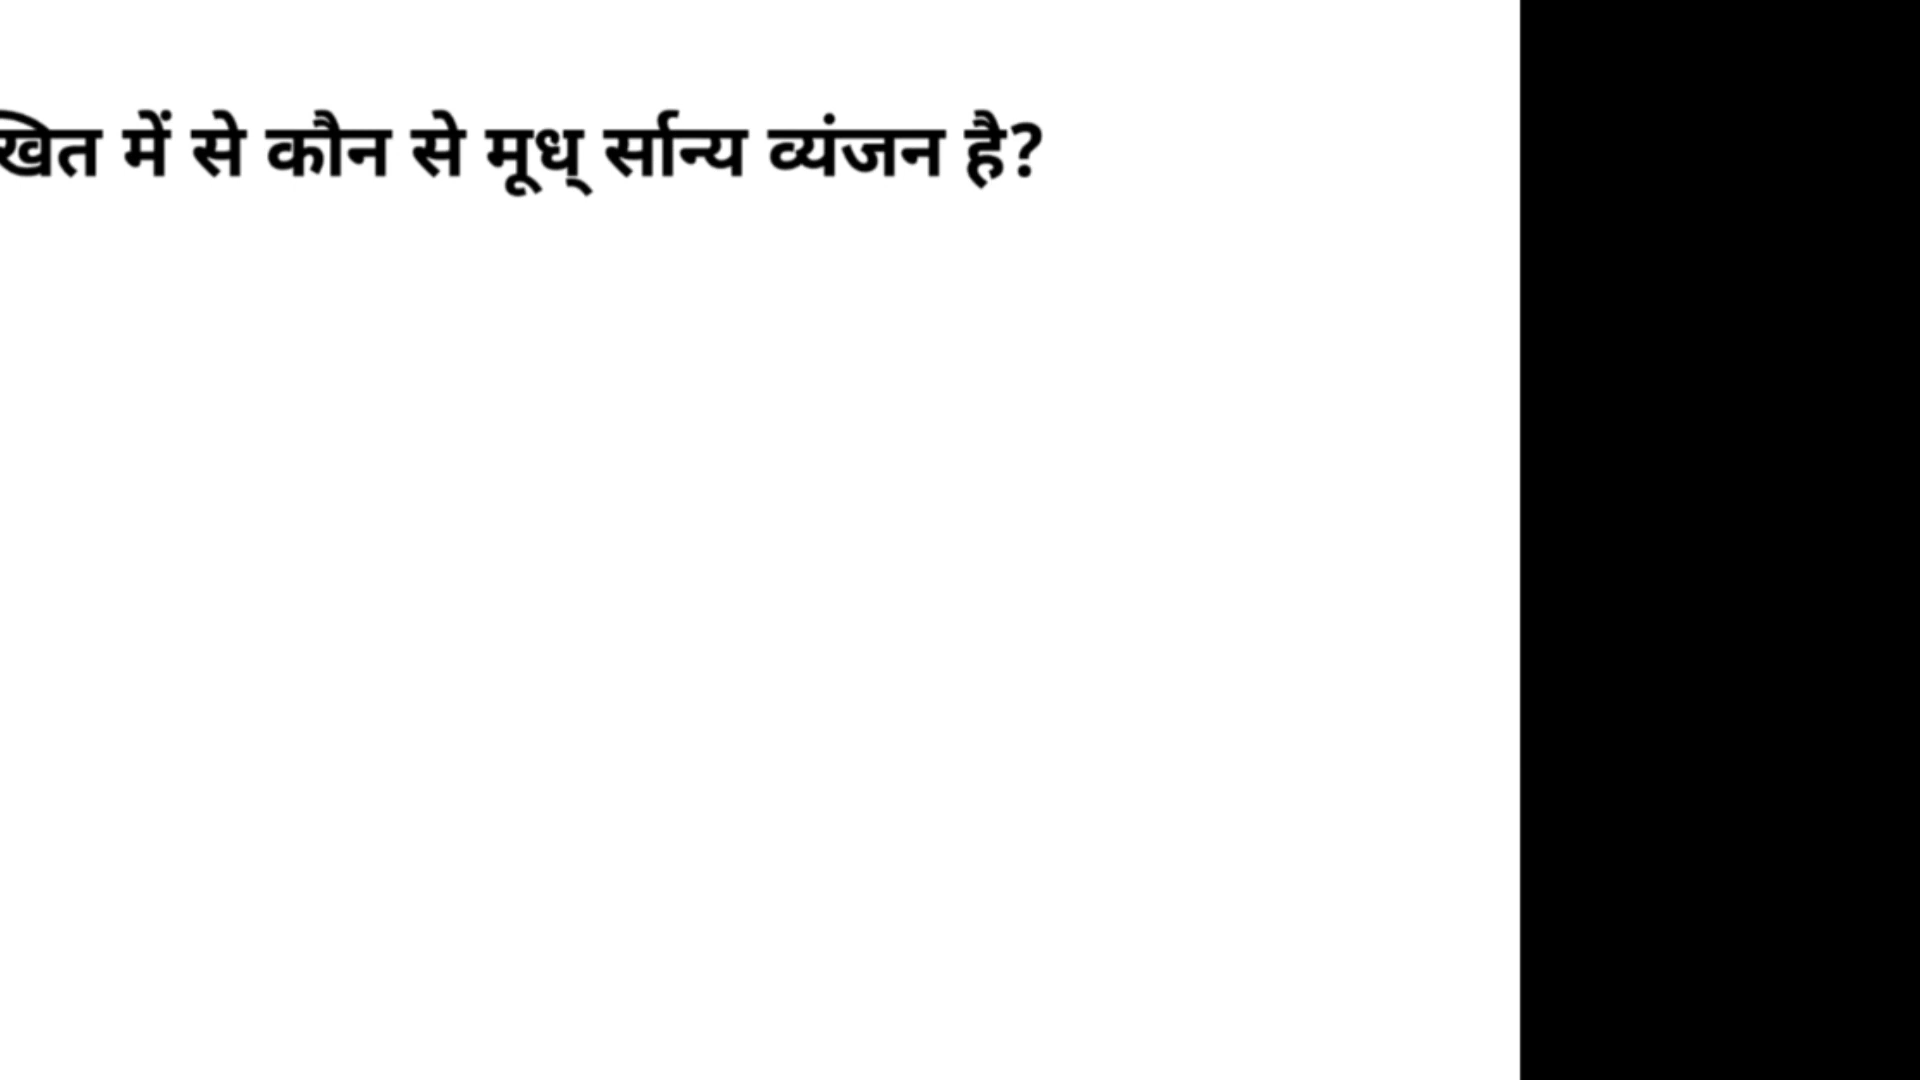 खित में से कौन से मूध् र्सान्य व्यंजन है?